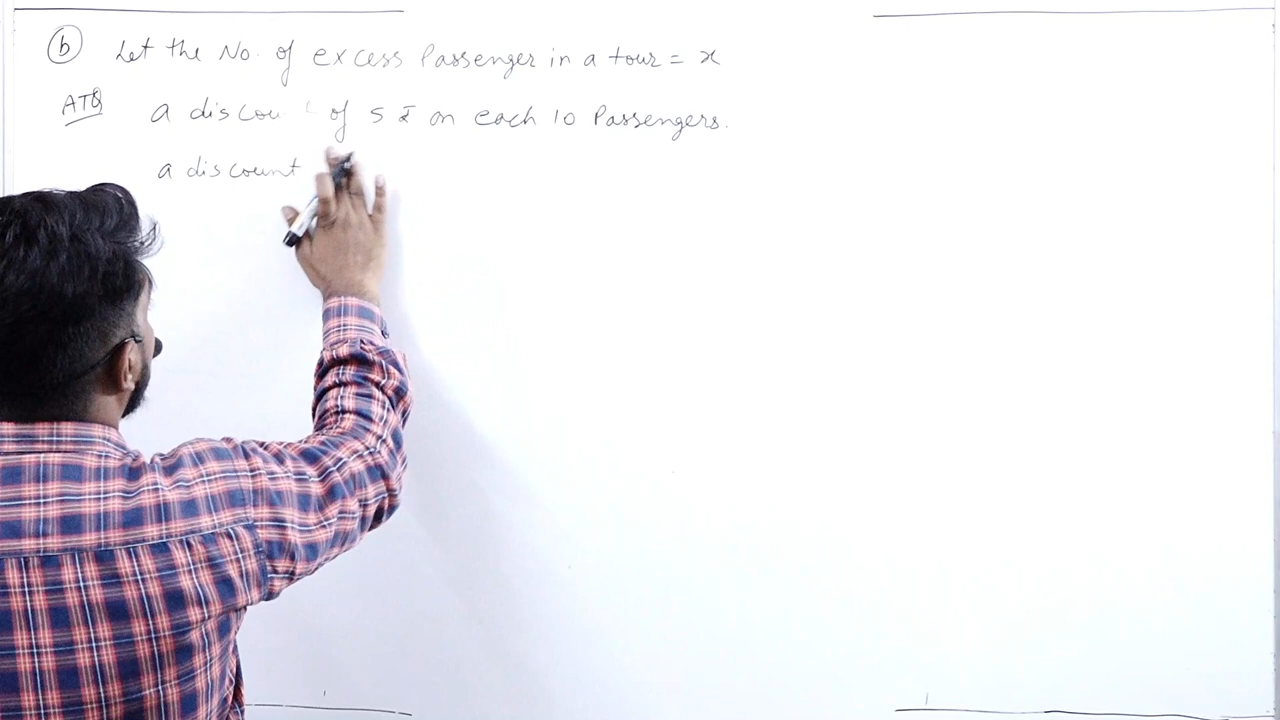 (b) Let the No. of excess Passenger in a tour = x
ATQ a discou of 5 ₹ on each 10 Passengers.
a discount